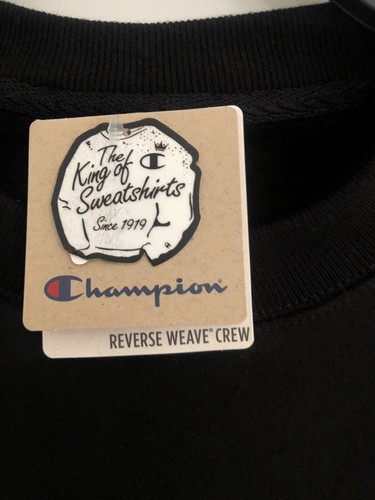 The
King of
Sweatshirts
Since 1919
Champion
REVERSE WEAVE® CREW